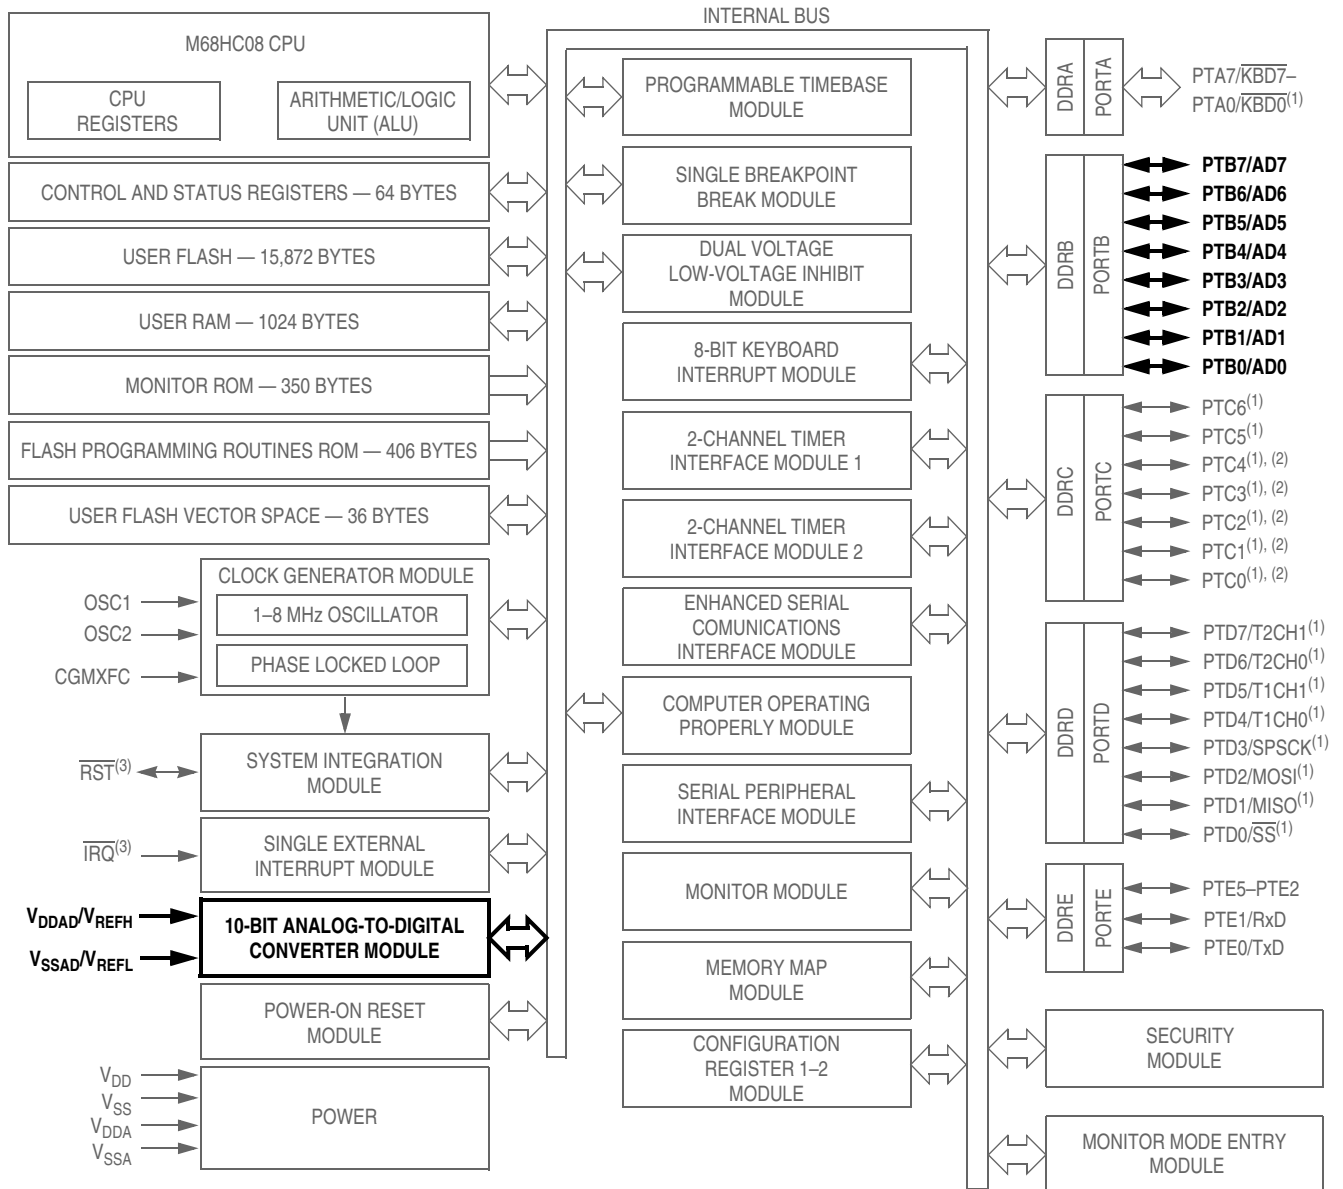 INTERNAL BUS
M68HC08 CPU
CPU
REGISTERS
ARITHMETIC/LOGIC
UNIT (ALU)
CONTROL AND STATUS REGISTERS — 64 BYTES
USER FLASH — 15,872 BYTES
USER RAM — 1024 BYTES
MONITOR ROM — 350 BYTES
FLASH PROGRAMMING ROUTINES ROM — 406 BYTES
USER FLASH VECTOR SPACE — 36 BYTES
CLOCK GENERATOR MODULE
1–8 MHz OSCILLATOR
PHASE LOCKED LOOP
OSC1
OSC2
CGMXFC
SYSTEM INTEGRATION
MODULE
RST(3)
SINGLE EXTERNAL
INTERRUPT MODULE
IRQ(3)
10-BIT ANALOG-TO-DIGITAL
CONVERTER MODULE
VDDAD/VREFH
VSSAD/VREFL
POWER-ON RESET
MODULE
POWER
VDD
VSS
VDDA
VSSA
PROGRAMMABLE TIMEBASE
MODULE
SINGLE BREAKPOINT
BREAK MODULE
DUAL VOLTAGE
LOW-VOLTAGE INHIBIT
MODULE
8-BIT KEYBOARD
INTERRUPT MODULE
2-CHANNEL TIMER
INTERFACE MODULE 1
2-CHANNEL TIMER
INTERFACE MODULE 2
ENHANCED SERIAL
COMUNICATIONS
INTERFACE MODULE
COMPUTER OPERATING
PROPERLY MODULE
SERIAL PERIPHERAL
INTERFACE MODULE
MONITOR MODULE
MEMORY MAP
MODULE
CONFIGURATION
REGISTER 1–2
MODULE
DDRA
PORTA
PTA7/KBD7–
PTA0/KBD0(1)
DDRB
PORTB
PTB7/AD7
PTB6/AD6
PTB5/AD5
PTB4/AD4
PTB3/AD3
PTB2/AD2
PTB1/AD1
PTB0/AD0
DDRC
PORTC
PTC6(1)
PTC5(1)
PTC4(1), (2)
PTC3(1), (2)
PTC2(1), (2)
PTC1(1), (2)
PTC0(1), (2)
DDRD
PORTD
PTD7/T2CH1(1)
PTD6/T2CH0(1)
PTD5/T1CH1(1)
PTD4/T1CH0(1)
PTD3/SPSCK(1)
PTD2/MOSI(1)
PTD1/MISO(1)
PTD0/SS(1)
DDRE
PORTE
PTE5–PTE2
PTE1/RxD
PTE0/TxD
SECURITY
MODULE
MONITOR MODE ENTRY
MODULE